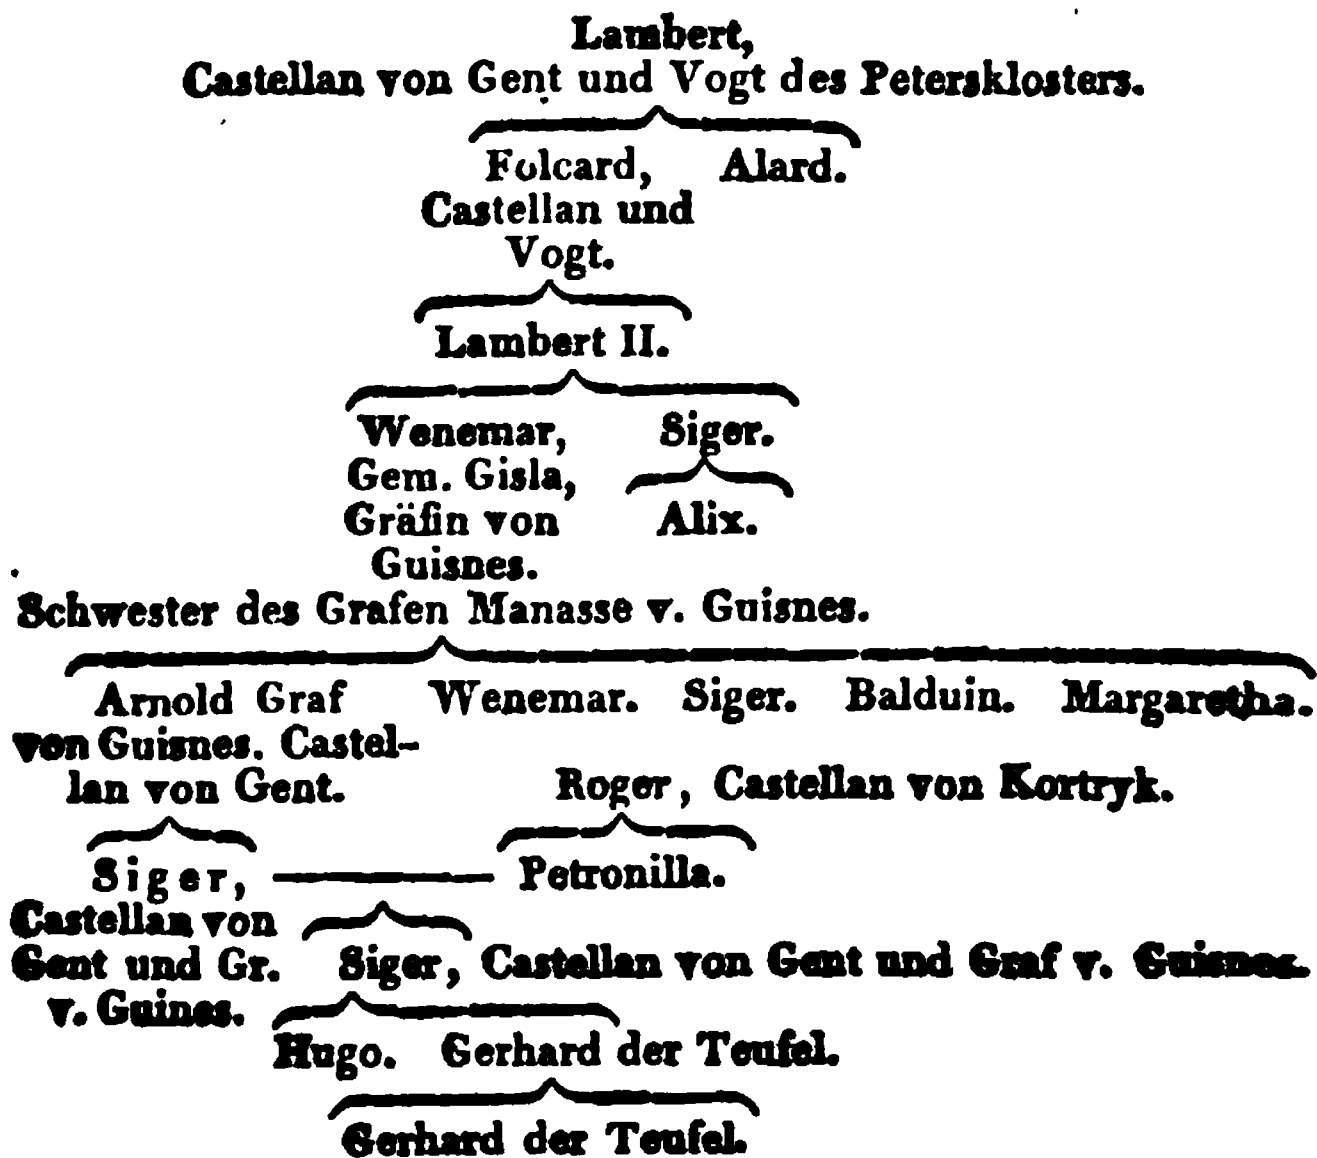 Lambert,
Castellan von Gent und Vogt des Petersklosters.
Folcard, Alard.
Castellan und
Vogt.
Lambert II.
Wenemar, Siger.
Gem. Gisla,
Gräfin von Alix.
Guisnes.
Schwester des Grafen Manasse v. Guisnes.
Arnold Graf Wenemar. Siger. Balduin. Margaretha.
von Guisnes. Castel-
lan von Gent. Roger, Castellan von Kortryk.
Siger, Petronilla.
Castellan von
Gent und Gr. Siger, Castellan von Gent und Graf v. Guisnes.
v. Guines.
Hugo. Gerhard der Teufel.
Gerhard der Teufel.